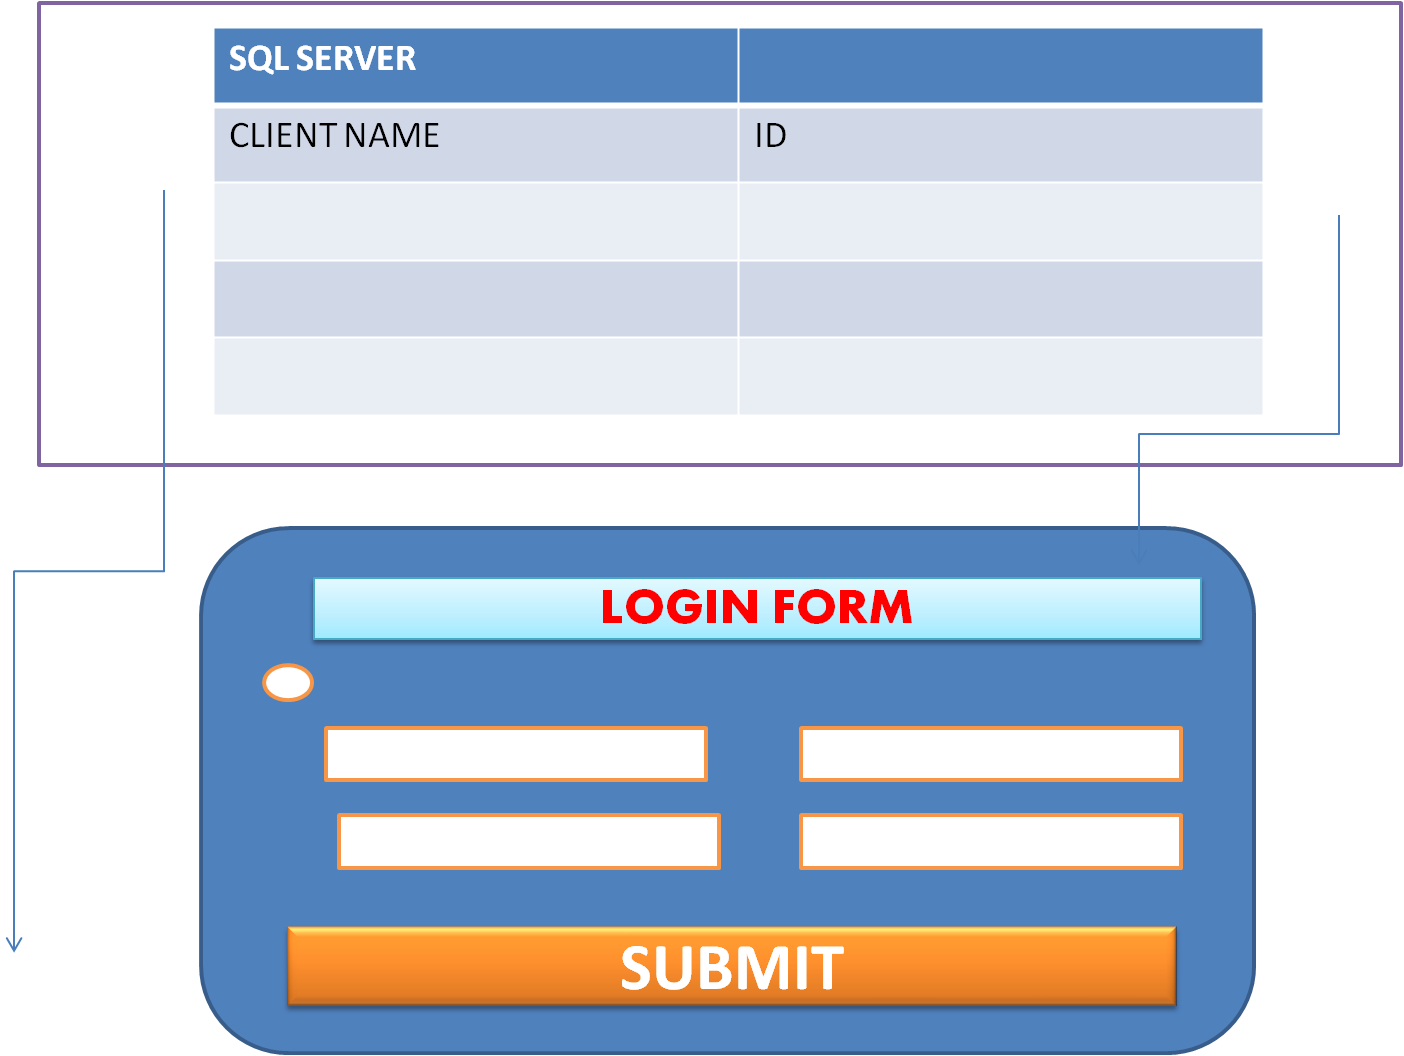 SQL SERVER
CLIENT NAME
ID
LOGIN FORM
SUBMIT